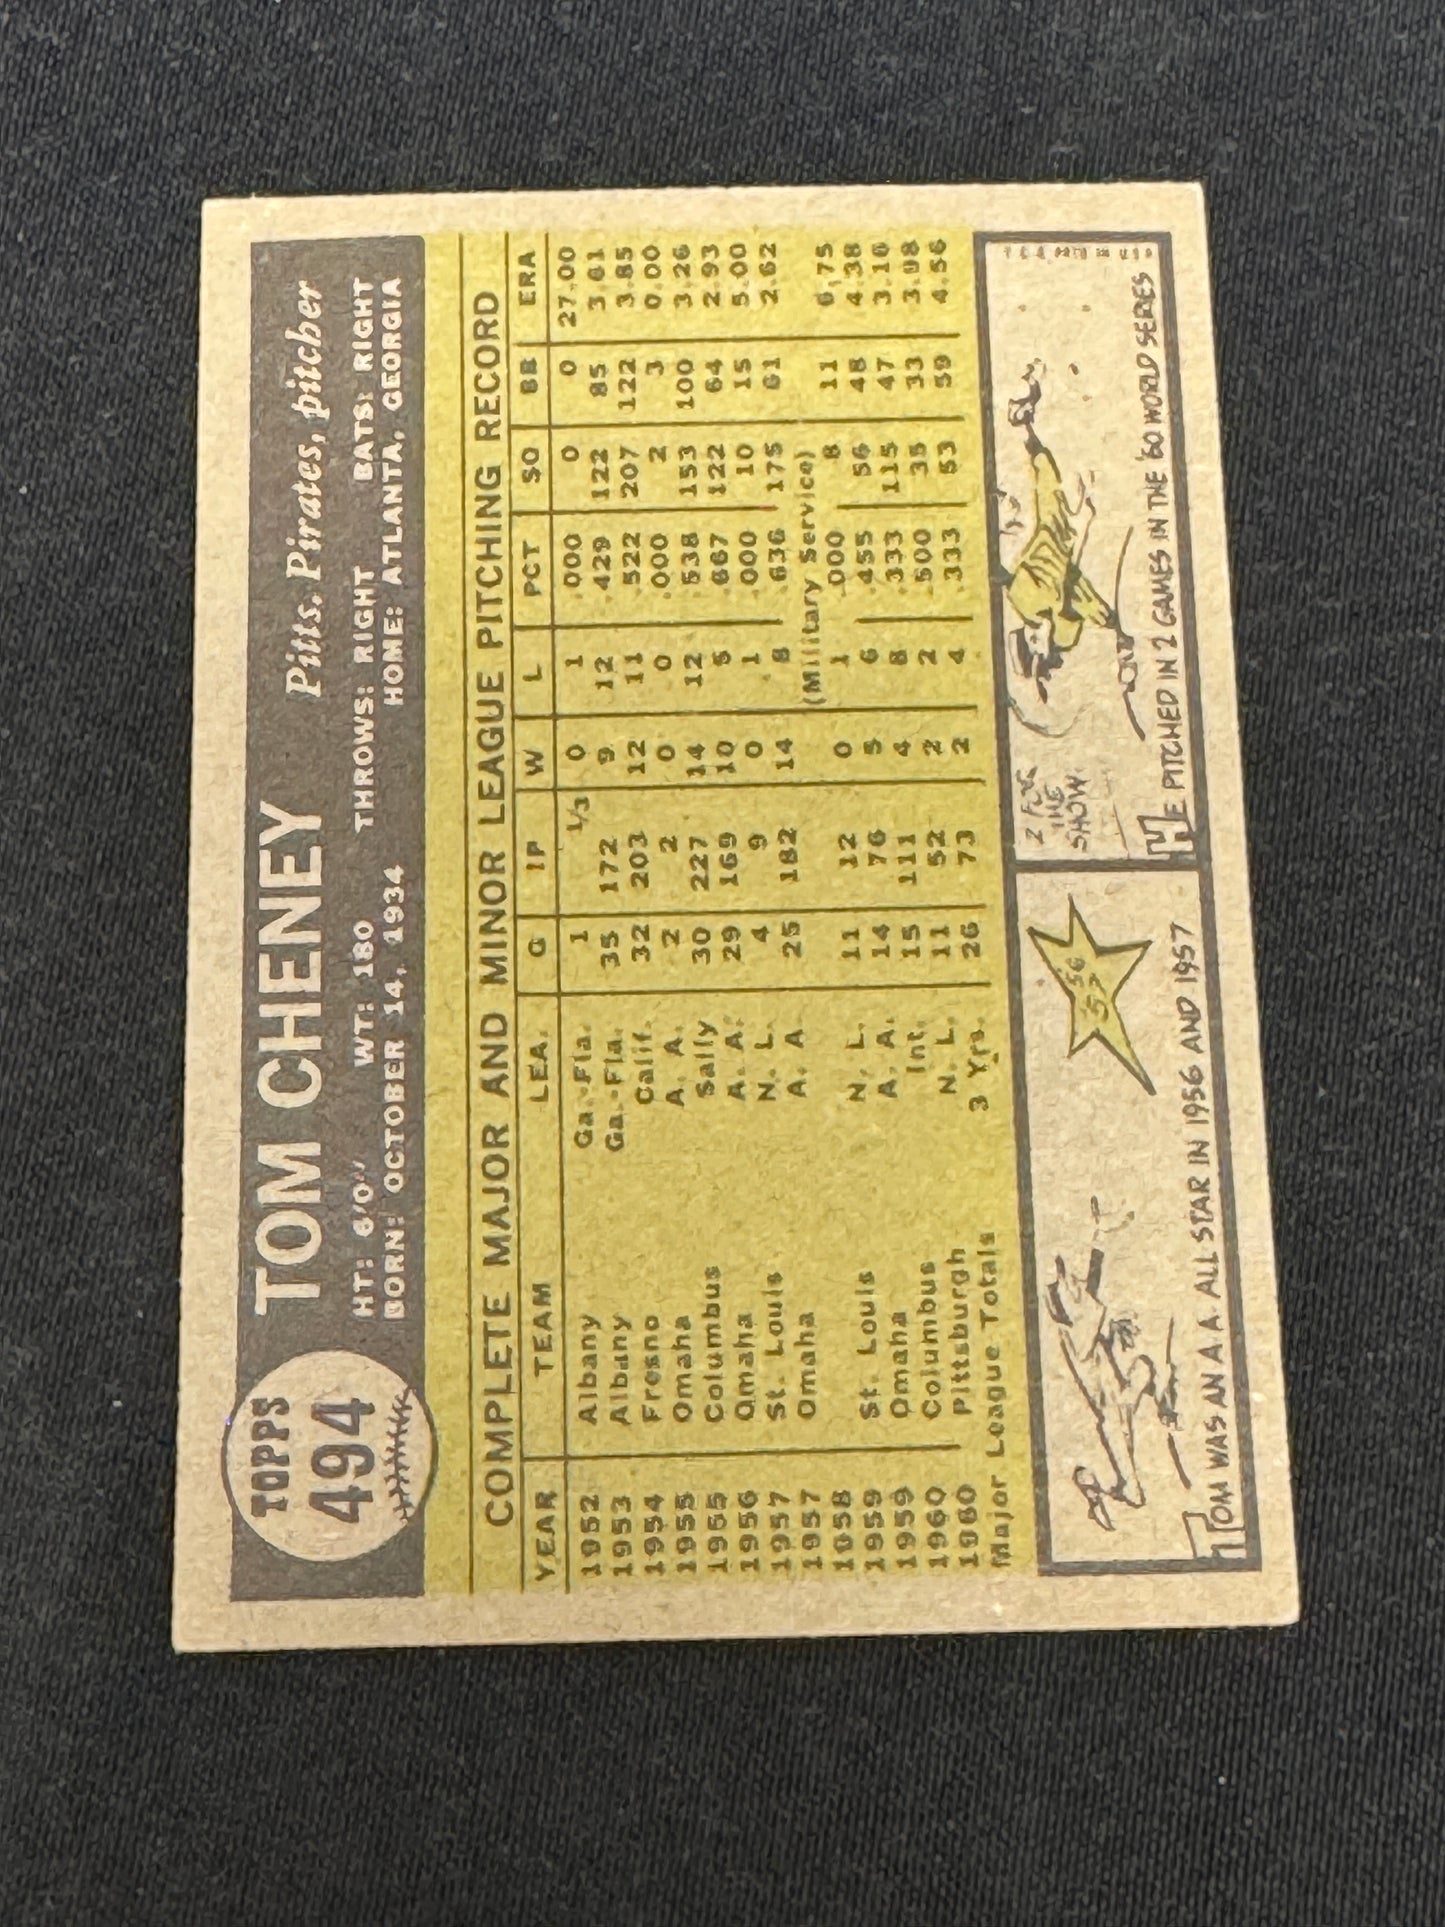 TOPPS
494
TOM CHENEY Pitts. Pirates, pitcher
HT: 6'0" WT: 180 THROWS: RIGHT BATS: RIGHT
BORN: OCTOBER 14, 1934 HOME: ATLANTA, GEORGIA
COMPLETE MAJOR AND MINOR LEAGUE PITCHING RECORD
YEAR TEAM LEA. G IP W L PCT SO BB ERA
1952 Albany Ga.-Fla. 1 1/3 0 1 .000 0 0 27.00
1953 Albany Ga.-Fla. 35 172 9 12 .429 122 85 3.61
1954 Fresno Calif. 32 203 12 11 .522 207 122 3.85
1955 Omaha A. A. 2 2 0 0 .000 2 3 0.00
1955 Columbus Sally 30 227 14 12 .538 153 100 3.26
1956 Omaha A. A. 29 169 10 5 .667 122 64 2.93
1957 St. Louis N. L. 4 9 0 1 .000 10 15 5.00
1957 Omaha A. A 25 182 14 8 .636 175 61 2.62
1958 (Military Service)
1959 St. Louis N. L. 11 12 0 1 .000 8 11 6.75
1959 Omaha A. A. 14 76 5 6 .455 56 48 4.38
1960 Columbus Int. 15 111 4 8 .333 115 47 3.16
1960 Pittsburgh N. L. 11 52 2 2 .500 35 33 3.98
Major League Totals 3 Yrs. 26 73 2 4 .333 53 59 4.56
'56
'57
TOM WAS AN A.A. ALL STAR IN 1956 AND 1957
2 FOR
THE
SHOW
HE PITCHED IN 2 GAMES IN THE '60 WORLD SERIES